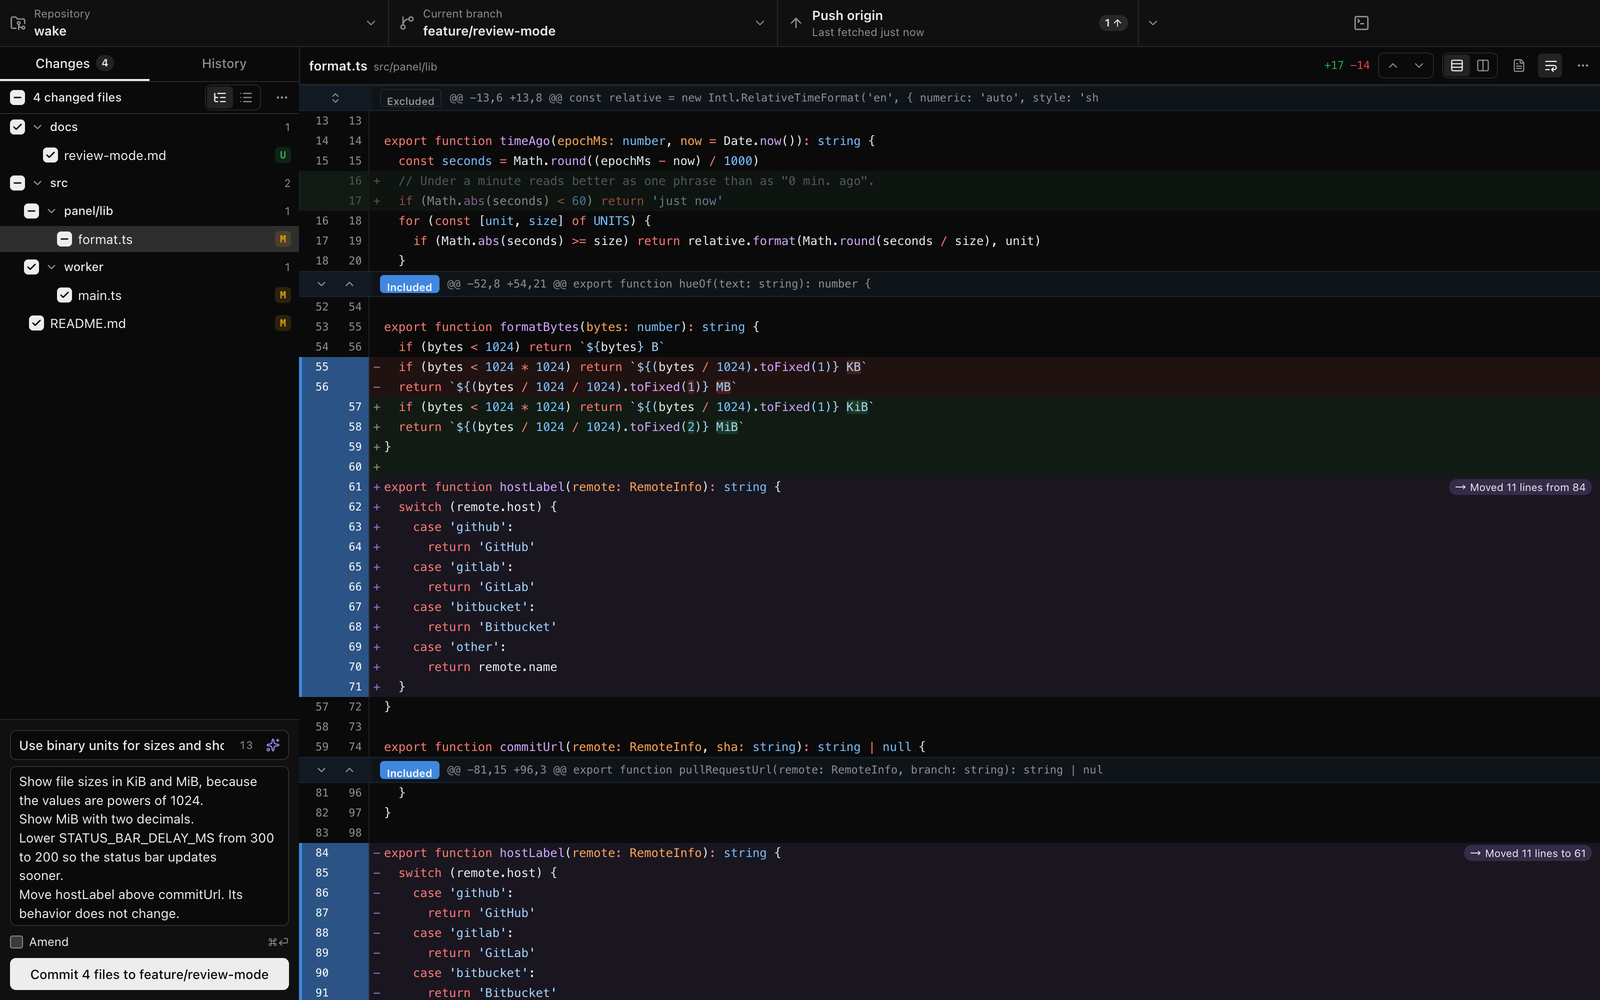 Repository
wake
Current branch
feature/review-mode
Push origin
Last fetched just now
1↑
Changes 4
History
4 changed files
docs 1
review-mode.md U
src 2
panel/lib 1
format.ts M
worker 1
main.ts M
README.md M
13
Show file sizes in KiB and MiB, because
the values are powers of 1024.
Show MiB with two decimals.
Lower STATUS_BAR_DELAY_MS from 300
to 200 so the status bar updates
sooner.
Move hostLabel above commitUrl. Its
behavior does not change.
Use binary units for sizes and sho
Amend ⌘↩
Commit 4 files to feature/review-mode
format.ts src/panel/lib
+17 −14
Excluded @@ −13,6 +13,8 @@ const relative = new Intl.RelativeTimeFormat('en', { numeric: 'auto', style: 'sh
13 13
14 14 export function timeAgo(epochMs: number, now = Date.now()): string {
15 15 const seconds = Math.round((epochMs − now) / 1000)
16 + // Under a minute reads better as one phrase than as "0 min. ago".
17 + if (Math.abs(seconds) < 60) return 'just now'
16 18 for (const [unit, size] of UNITS) {
17 19 if (Math.abs(seconds) >= size) return relative.format(Math.round(seconds / size), unit)
18 20 }
Included @@ −52,8 +54,21 @@ export function hueOf(text: string): number {
52 54
53 55 export function formatBytes(bytes: number): string {
54 56 if (bytes < 1024) return `${bytes} B`
55 − if (bytes < 1024 * 1024) return `${(bytes / 1024).toFixed(1)} KB`
56 − return `${(bytes / 1024 / 1024).toFixed(1)} MB`
57 + if (bytes < 1024 * 1024) return `${(bytes / 1024).toFixed(1)} KiB`
58 + return `${(bytes / 1024 / 1024).toFixed(2)} MiB`
59 + }
60 +
61 + export function hostLabel(remote: RemoteInfo): string { → Moved 11 lines from 84
62 + switch (remote.host) {
63 + case 'github':
64 + return 'GitHub'
65 + case 'gitlab':
66 + return 'GitLab'
67 + case 'bitbucket':
68 + return 'Bitbucket'
69 + case 'other':
70 + return remote.name
71 + }
57 72 }
58 73
59 74 export function commitUrl(remote: RemoteInfo, sha: string): string | null {
Included @@ −81,15 +96,3 @@ export function pullRequestUrl(remote: RemoteInfo, branch: string): string | nul
81 96 }
82 97 }
83 98
84 − export function hostLabel(remote: RemoteInfo): string { → Moved 11 lines to 61
85 − switch (remote.host) {
86 − case 'github':
87 − return 'GitHub'
88 − case 'gitlab':
89 − return 'GitLab'
90 − case 'bitbucket':
91 − return 'Bitbucket'